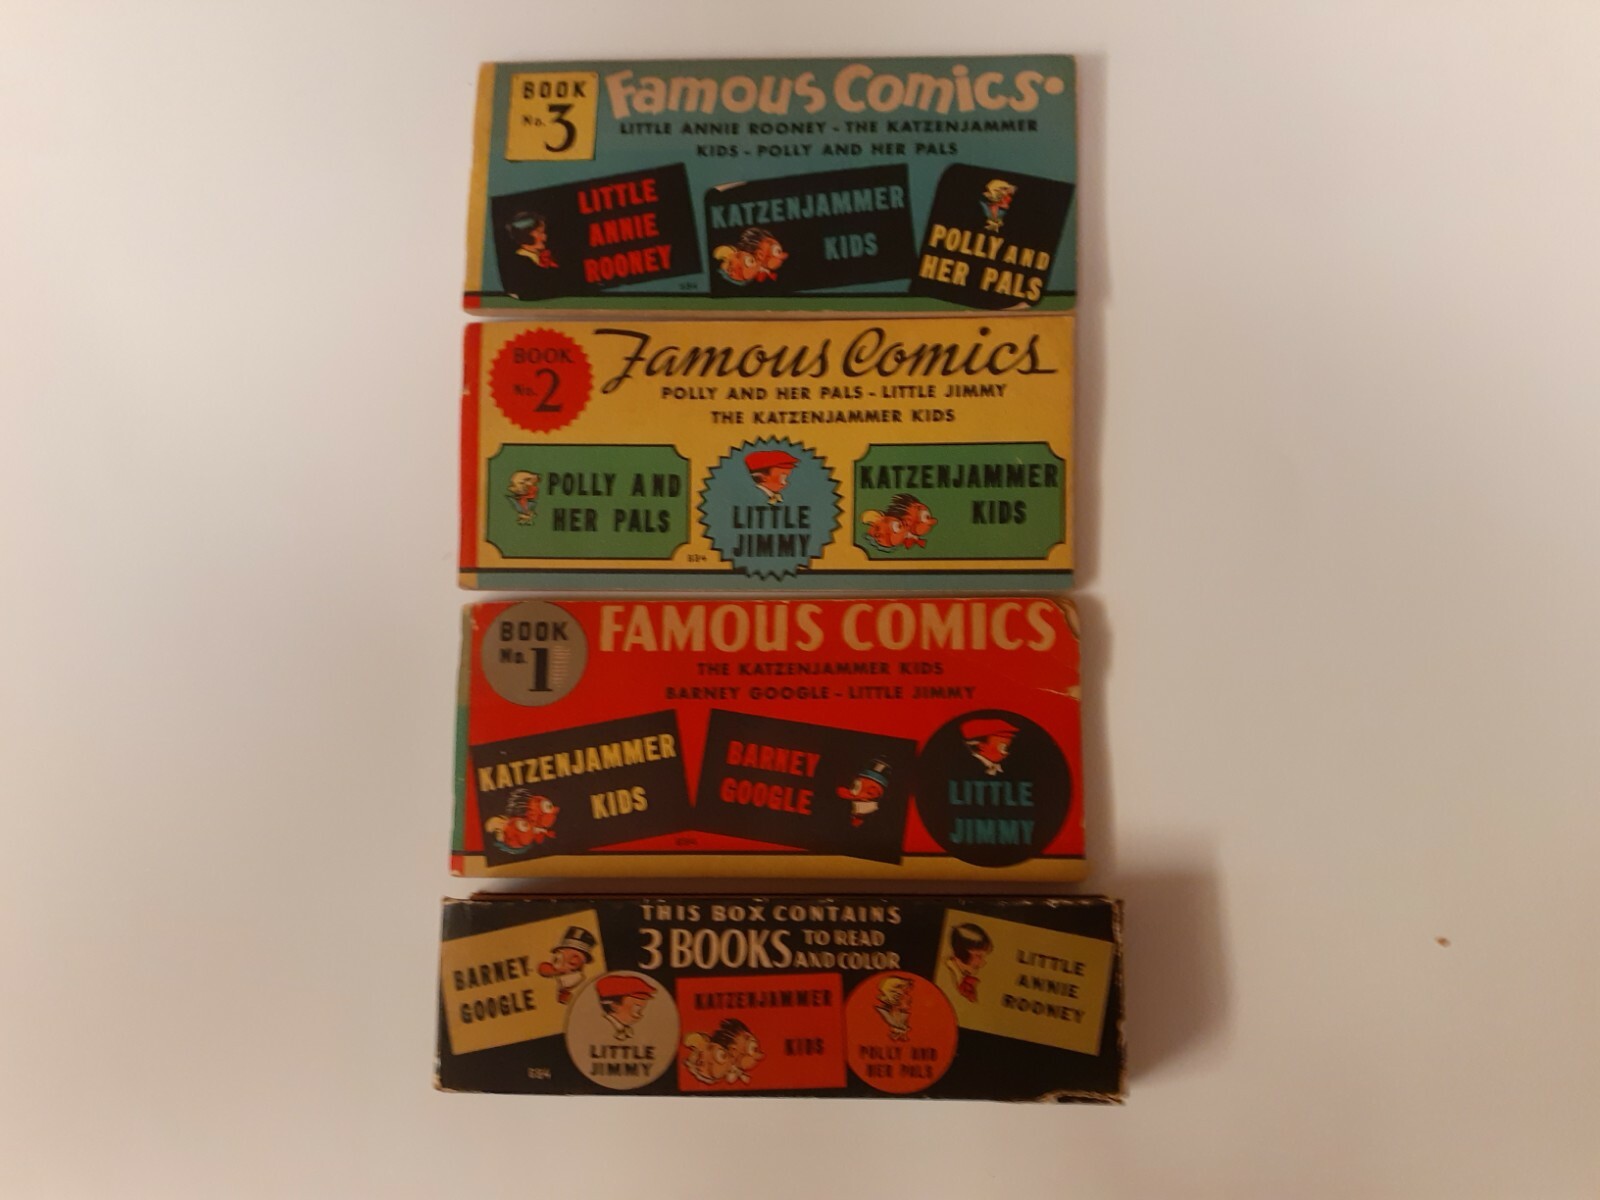 BOOK
No. 3
Famous Comics
LITTLE ANNIE ROONEY - THE KATZENJAMMER
KIDS - POLLY AND HER PALS
LITTLE
ANNIE
ROONEY
KATZENJAMMER
KIDS
POLLY AND
HER PALS
684
BOOK
No. 2
Famous Comics
POLLY AND HER PALS - LITTLE JIMMY
THE KATZENJAMMER KIDS
POLLY AND
HER PALS
LITTLE
JIMMY
KATZENJAMMER
KIDS
684
BOOK
No. 1
FAMOUS COMICS
THE KATZENJAMMER KIDS
BARNEY GOOGLE - LITTLE JIMMY
KATZENJAMMER
KIDS
BARNEY
GOOGLE
LITTLE
JIMMY
THIS BOX CONTAINS
3 BOOKS TO READ
AND COLOR
BARNEY
GOOGLE
LITTLE
JIMMY
KATZENJAMMER
KIDS
POLLY AND
HER PALS
LITTLE
ANNIE
ROONEY
684